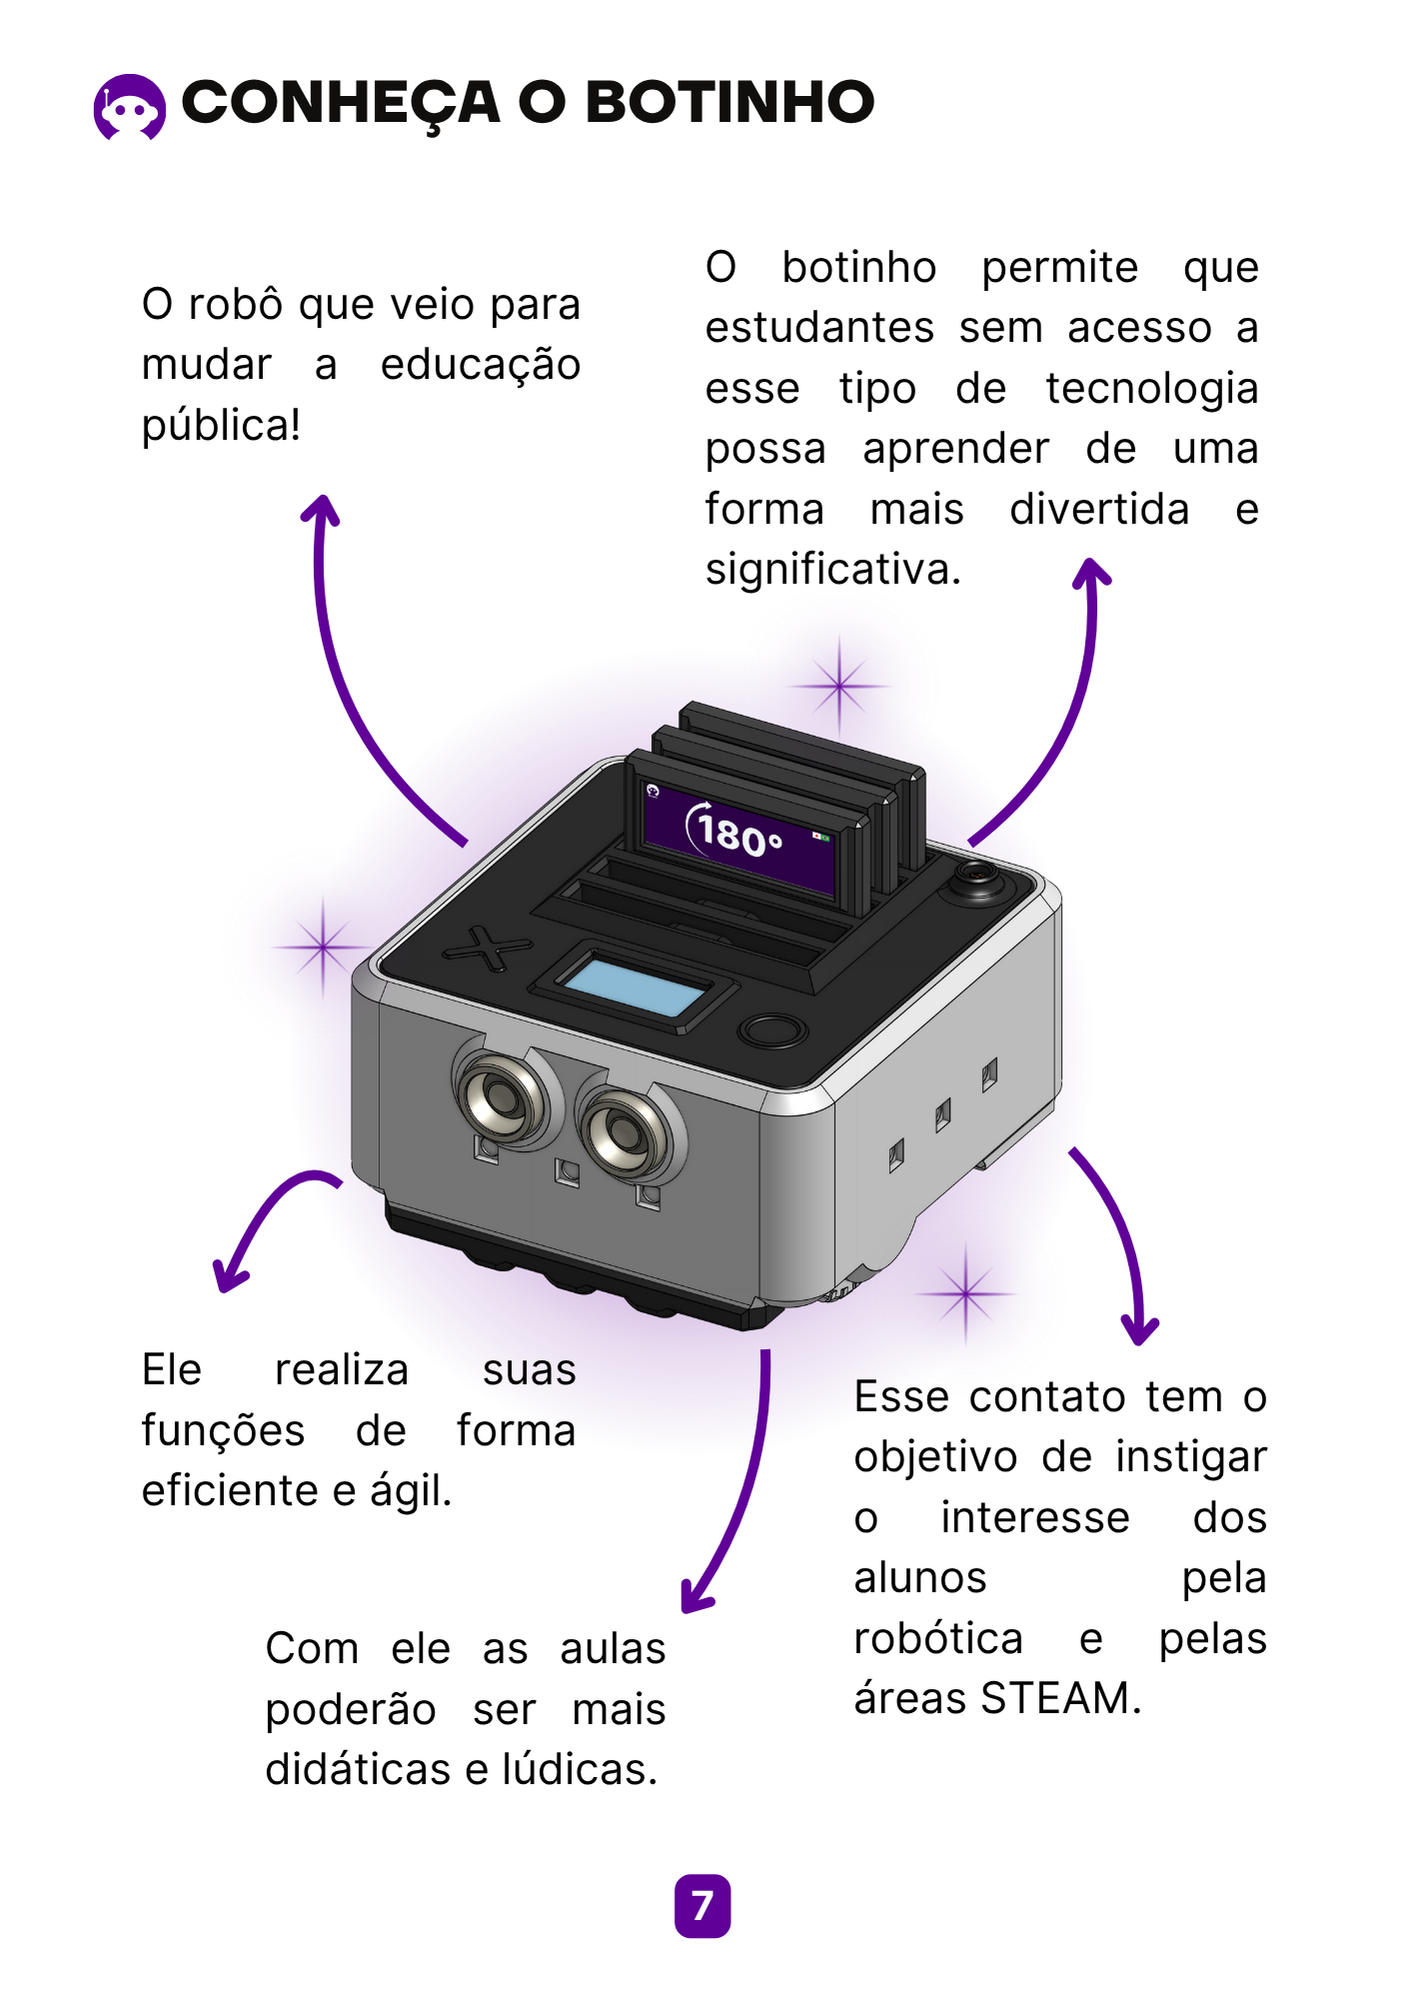 CONHEÇA O BOTINHO
O robô que veio para
mudar a educação
pública!
O botinho permite que
estudantes sem acesso a
esse tipo de tecnologia
possa aprender de uma
forma mais divertida e
significativa.
180°
Ele realiza suas
funções de forma
eficiente e ágil.
Esse contato tem o
objetivo de instigar
o interesse dos
alunos pela
robótica e pelas
áreas STEAM.
Com ele as aulas
poderão ser mais
didáticas e lúdicas.
7